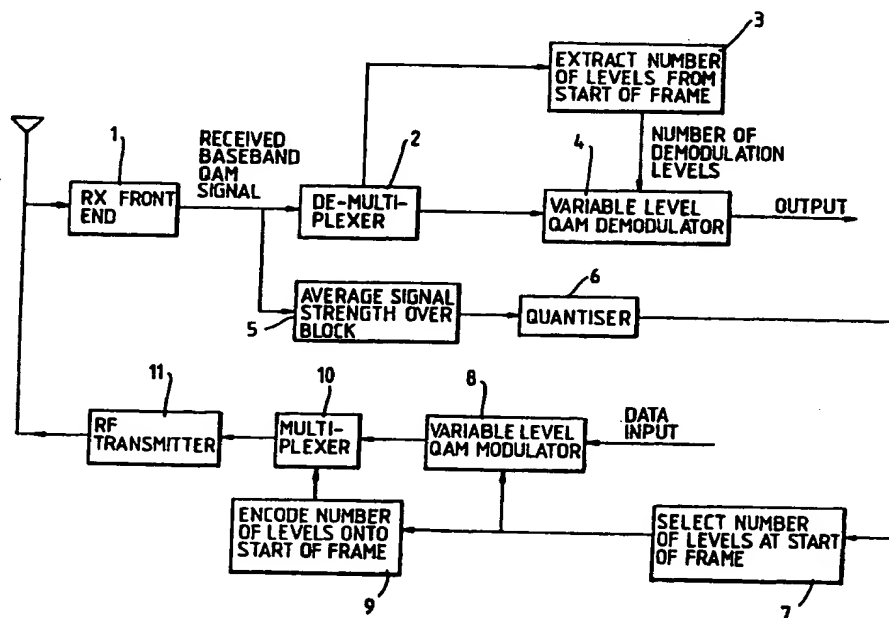 3
EXTRACT NUMBER
OF LEVELS FROM
START OF FRAME
1
RECEIVED
BASEBAND
QAM
SIGNAL
2
NUMBER OF
DEMODULATION
LEVELS
4
RX FRONT
END
DE-MULTI-
PLEXER
VARIABLE LEVEL
QAM DEMODULATOR
OUTPUT
5
AVERAGE SIGNAL
STRENGTH OVER
BLOCK
6
QUANTISER
11
RF
TRANSMITTER
10
MULTI-
PLEXER
8
VARIABLE LEVEL
QAM MODULATOR
DATA
INPUT
ENCODE NUMBER
OF LEVELS ONTO
START OF FRAME
9
SELECT NUMBER
OF LEVELS AT START
OF FRAME
7